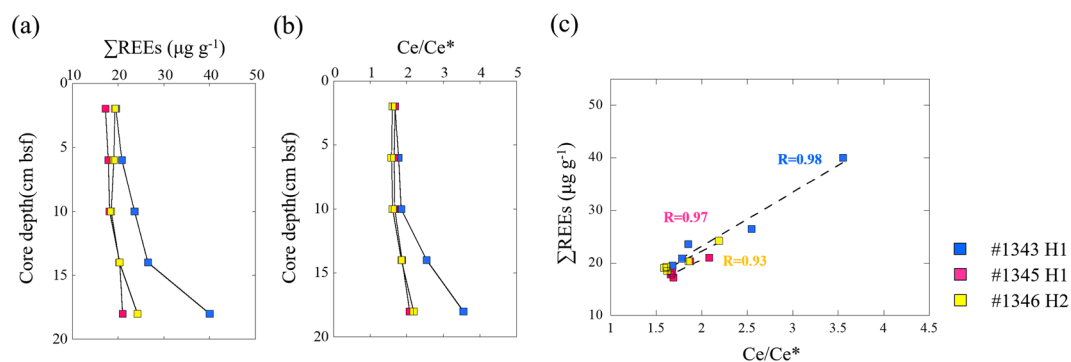 (a)
∑REEs (μg g⁻¹)
10 20 30 40 50
0
5
10
15
20
Core depth(cm bsf)
(b)
Ce/Ce*
0 1 2 3 4 5
0
5
10
15
20
Core depth(cm bsf)
(c)
∑REEs (μg g⁻¹)
50
40
30
20
10
R=0.98
R=0.97
R=0.93
1 1.5 2 2.5 3 3.5 4 4.5
Ce/Ce*
#1343 H1
#1345 H1
#1346 H2